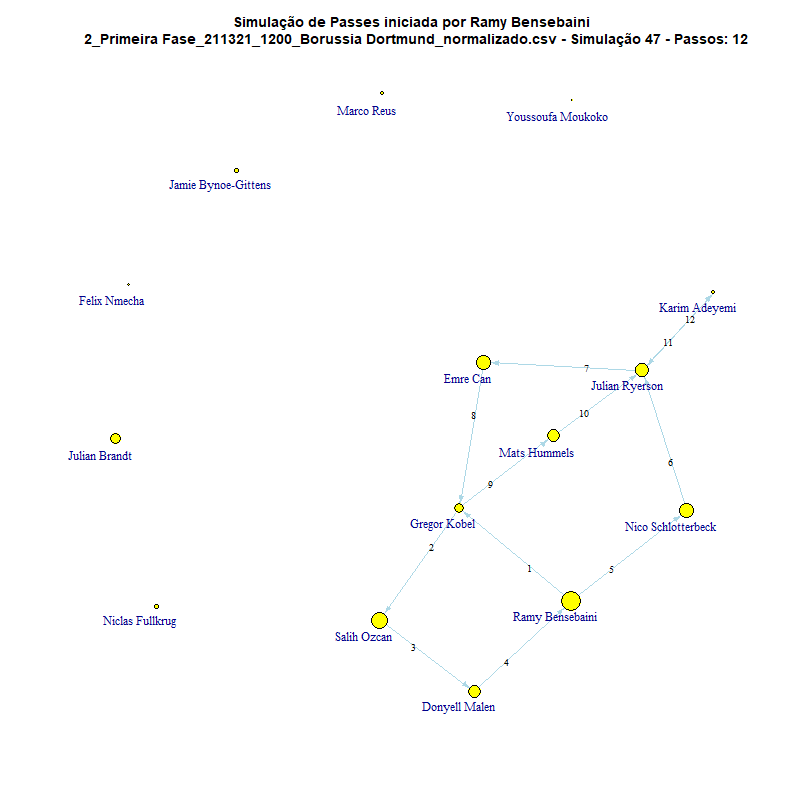 Simulação de Passes iniciada por Ramy Bensebaini
2_Primeira Fase_211321_1200_Borussia Dortmund_normalizado.csv - Simulação 47 - Passos: 12
Marco Reus
Youssoufa Moukoko
Jamie Bynoe-Gittens
Felix Nmecha
Karim Adeyemi
12
11
7
Emre Can
Julian Ryerson
8
10
Mats Hummels
Julian Brandt
6
9
Gregor Kobel
Nico Schlotterbeck
2
1
5
Ramy Bensebaini
Niclas Fullkrug
Salih Ozcan
3
4
Donyell Malen